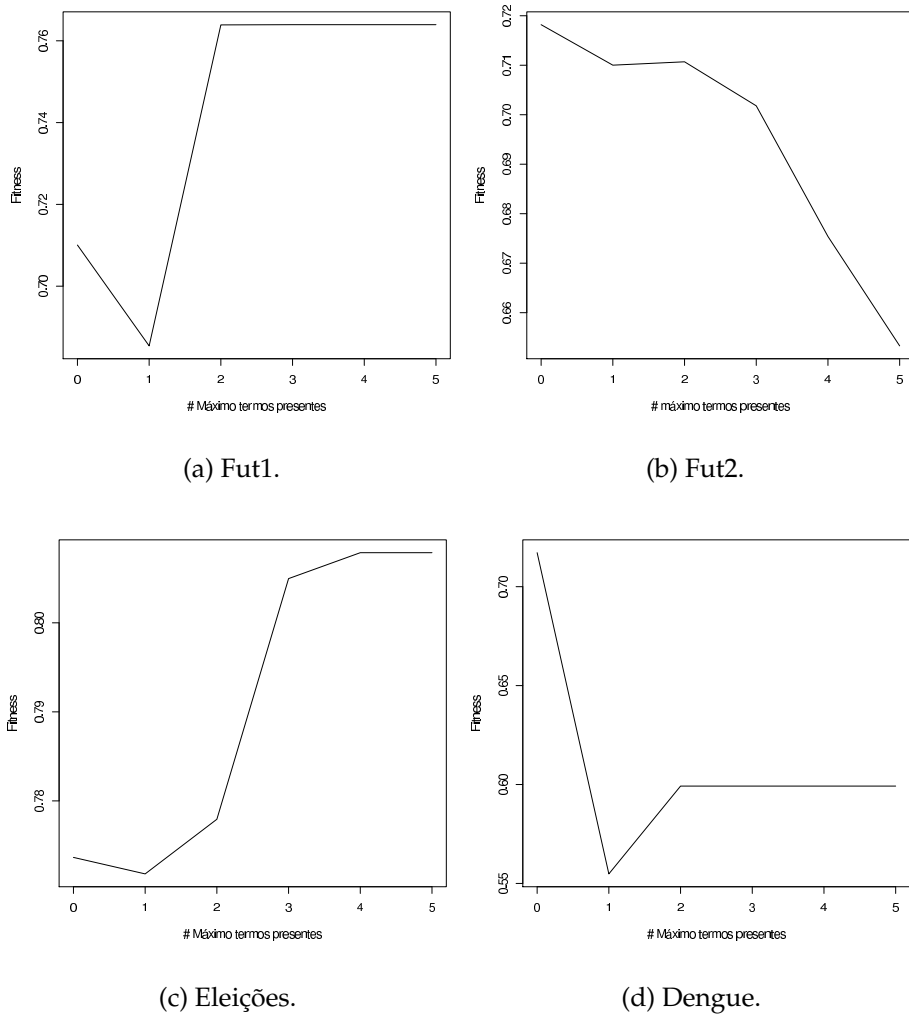 0.76
0.74
0.72
0.70
Fitness
0 1 2 3 4 5
# Máximo termos presentes
(a) Fut1.
0.72
0.71
0.70
0.69
0.68
0.67
0.66
Fitness
0 1 2 3 4 5
# máximo termos presentes
(b) Fut2.
0.80
0.79
0.78
Fitness
0 1 2 3 4 5
# Máximo termos presentes
(c) Eleições.
0.70
0.65
0.60
0.55
Fitness
0 1 2 3 4 5
# Máximo termos presentes
(d) Dengue.